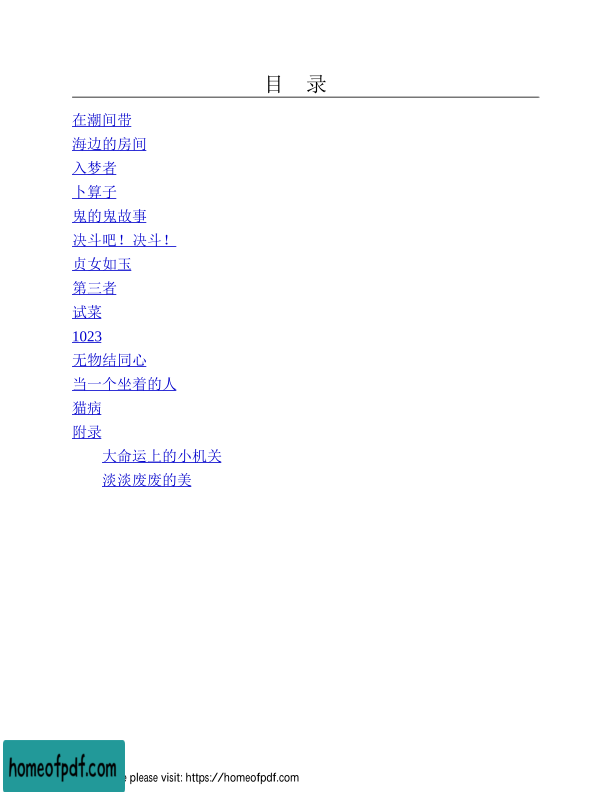 目 录
在潮间带
海边的房间
入梦者
卜算子
鬼的鬼故事
决斗吧！决斗！
贞女如玉
第三者
试菜
1023
无物结同心
当一个坐着的人
猫病
附录
大命运上的小机关
淡淡废废的美
homeofpdf.com
please visit: https://homeofpdf.com